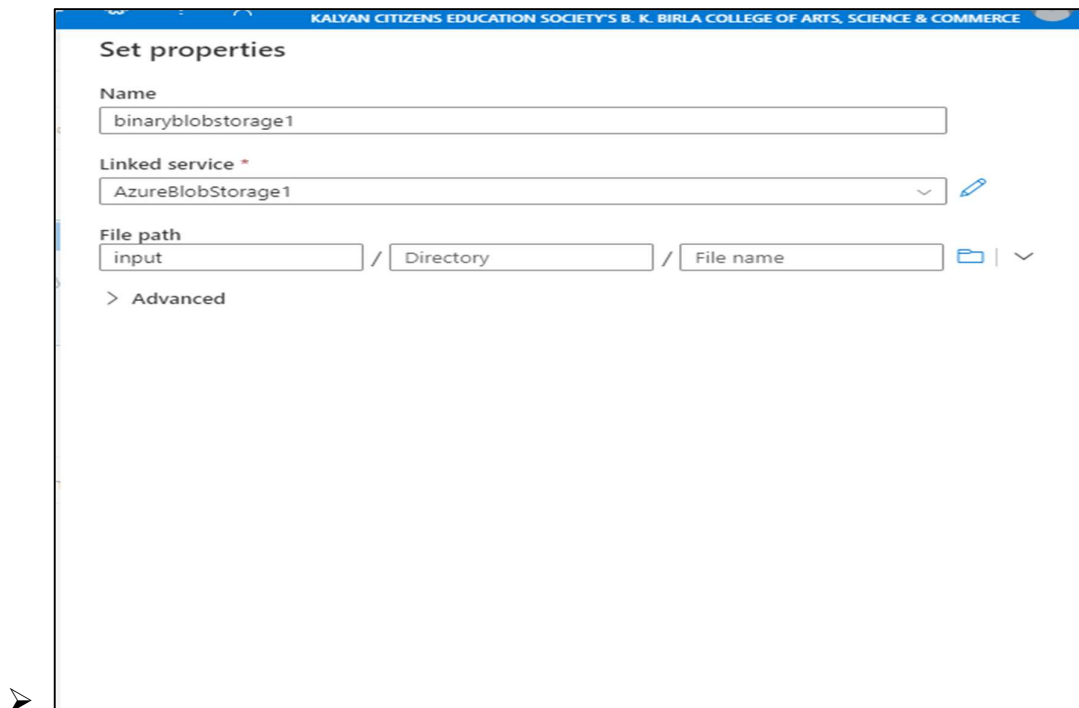 KALYAN CITIZENS EDUCATION SOCIETY'S B. K. BIRLA COLLEGE OF ARTS, SCIENCE & COMMERCE
Set properties
Name
binaryblobstorage1
Linked service *
AzureBlobStorage1
File path
input / Directory / File name
Advanced